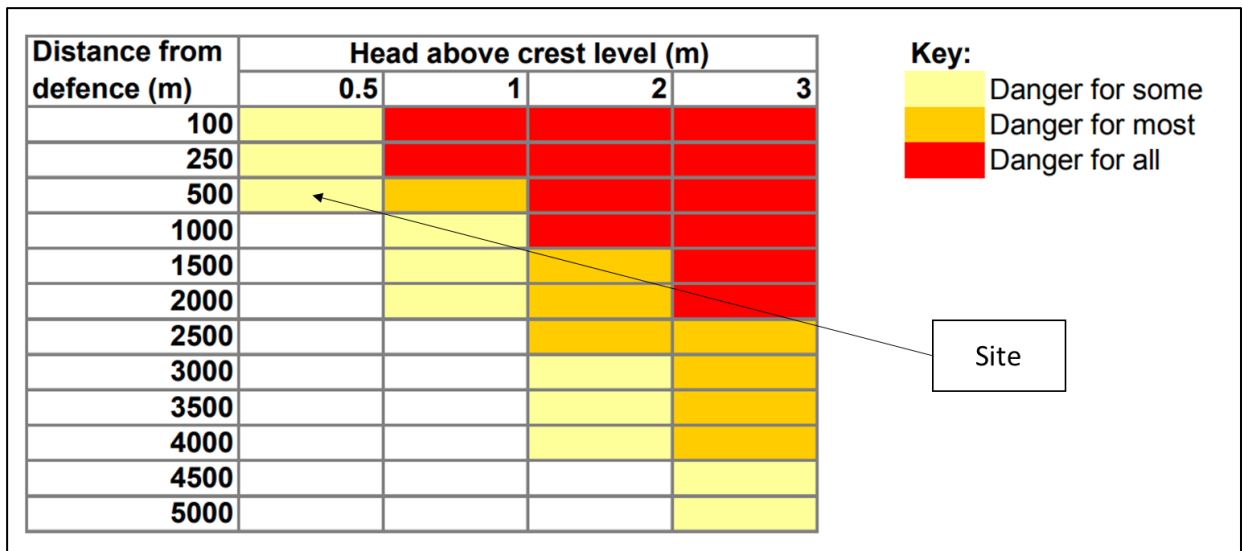 Distance from defence (m) Head above crest level (m)
0.5 1 2 3
100
250
500
1000
1500
2000
2500
3000
3500
4000
4500
5000
Key:
Danger for some
Danger for most
Danger for all
Site